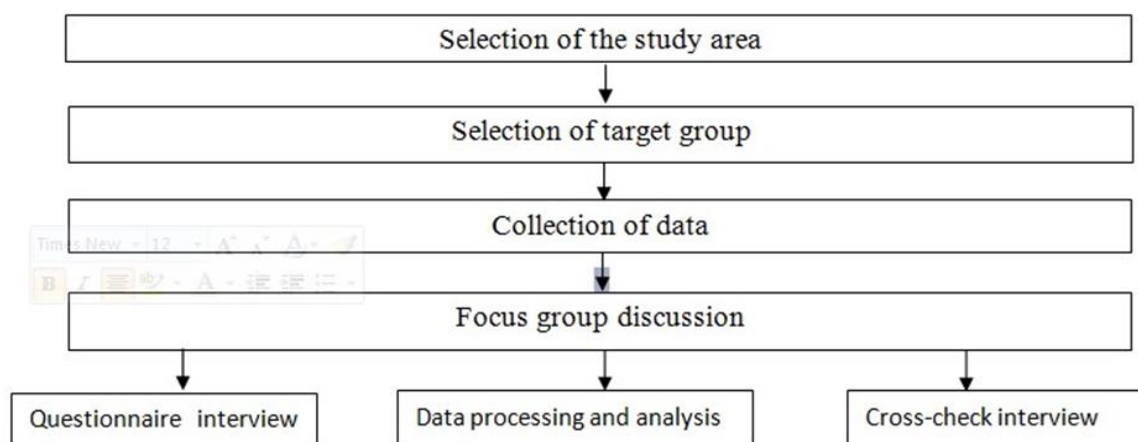 Selection of the study area
Selection of target group
Collection of data
Times New 12 A A A
B I ab A
Focus group discussion
Questionnaire interview
Data processing and analysis
Cross-check interview